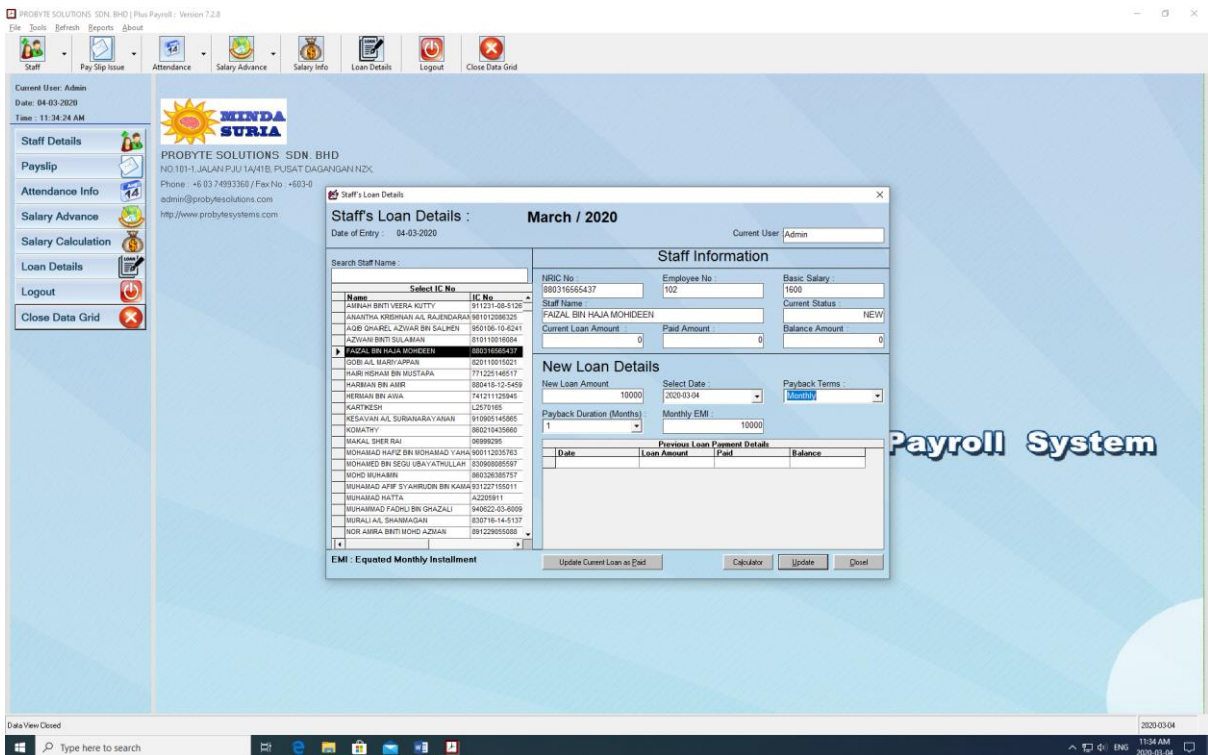 PROBYTE SOLUTIONS SDN. BHD | Plus Payroll : Version 7.2.8
File Tools Refresh Reports About
Staff Pay Slip Issue Attendance Salary Advance Salary Info Loan Details Logout Close Data Grid
Current User: Admin
Date: 04-03-2020
Time : 11:34:24 AM
Staff Details
Payslip
Attendance Info
Salary Advance
Salary Calculation
Loan Details
Logout
Close Data Grid
MINDA
SURIA
PROBYTE SOLUTIONS SDN. BHD
NO.101-1.JALAN PJU 1A/41B, PUSAT DAGANGAN NZX,
Phone : +6 03 74993360 / Fax No : +603-0
admin@probytesolutions.com
http://www.probytesystems.com
Staff's Loan Details
Staff's Loan Details : March / 2020
Date of Entry : 04-03-2020
Current User : Admin
Search Staff Name :
Select IC No
Name IC No
AMINAH BINTI VEERA KUTTY 911231-08-5126
ANANTHA KRISHNAN A/L RAJENDARAN 981012086325
AQIB QHAIREL AZWAR BIN SALIHEN 950106-10-6241
AZWANI BINTI SULAIMAN 810110016084
FAIZAL BIN HAJA MOHIDEEN 880316565437
GOBI A/L MARIYAPPAN 820110015021
HAIRI HISHAM BIN MUSTAPA 771225146517
HARMAN BIN AMIR 880418-12-5459
HERMAN BIN AWIA 741211125945
KARTIKESH L2570165
KESAVAN A/L SURIANARAYANAN 910905145865
KOMATHY 860210435660
MAKAL SHER RAI 06999295
MOHAMAD HAFIZ BIN MOHAMAD YAHA 900112035763
MOHAMED BIN SEGU UBAYATHULLAH 830908085597
MOHD MUHAIMIN 860326385757
MUHAMAD AFIF SYAHIRUDIN BIN KAMA 931227155011
MUHAMAD HATTA A2205911
MUHAMMAD FADHLI BIN GHAZALI 940622-03-6009
MURALI A/L SHANMAGAN 830716-14-5137
NOR AMIRA BINTI MOHD AZMAN 891229055088
EMI : Equated Monthly Installment
Staff Information
NRIC No : Employee No : Basic Salary :
880316565437 102 1600
Staff Name : Current Status :
FAIZAL BIN HAJA MOHIDEEN NEW
Current Loan Amount : Paid Amount : Balance Amount :
0 0 0
New Loan Details
New Loan Amount Select Date : Payback Terms :
10000 2020-03-04 Monthly
Payback Duration (Months) : Monthly EMI :
1 10000
Previous Loan Payment Details
Date Loan Amount Paid Balance
Update Current Loan as Paid Calculator Update Closel
Payroll System
Data View Closed 2020-03-04
Type here to search
ENG 11:34 AM
2020-03-04